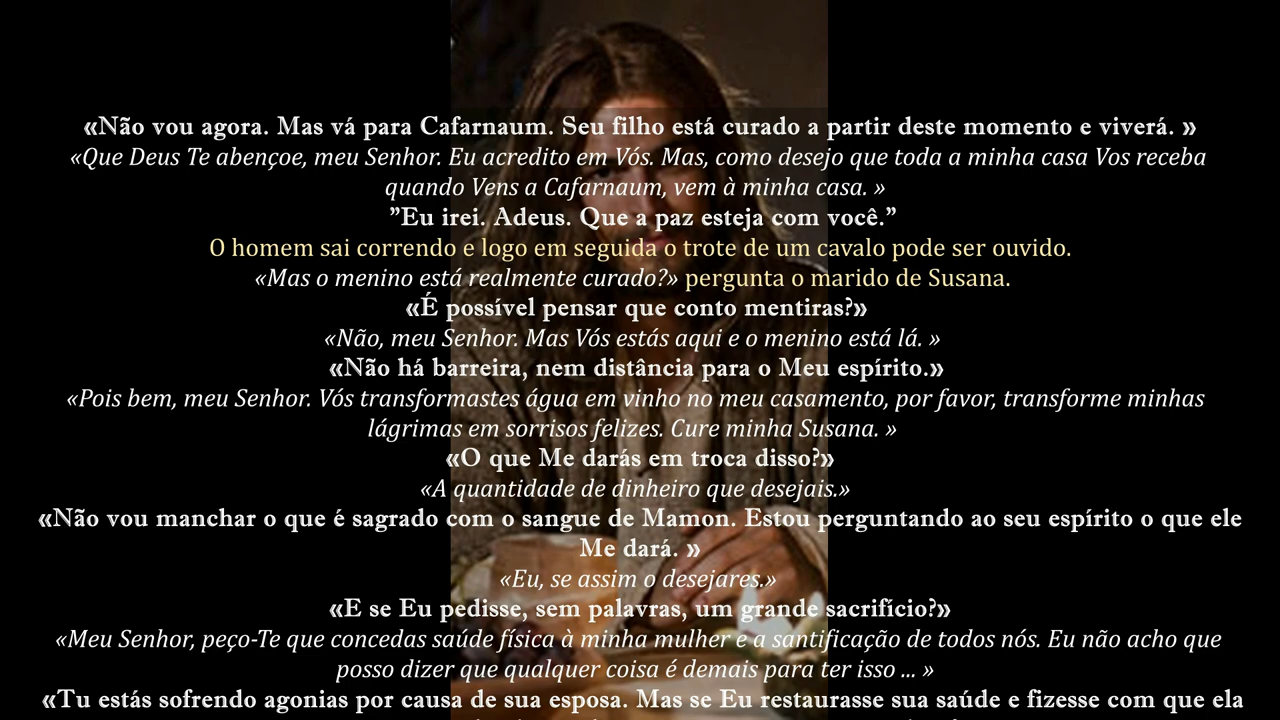 «Não vou agora. Mas vá para Cafarnaum. Seu filho está curado a partir deste momento e viverá. »
«Que Deus Te abençoe, meu Senhor. Eu acredito em Vós. Mas, como desejo que toda a minha casa Vos receba
quando Vens a Cafarnaum, vem à minha casa. »
”Eu irei. Adeus. Que a paz esteja com você.”
O homem sai correndo e logo em seguida o trote de um cavalo pode ser ouvido.
«Mas o menino está realmente curado?» pergunta o marido de Susana.
«É possível pensar que conto mentiras?»
«Não, meu Senhor. Mas Vós estás aqui e o menino está lá. »
«Não há barreira, nem distância para o Meu espírito.»
«Pois bem, meu Senhor. Vós transformastes água em vinho no meu casamento, por favor, transforme minhas
lágrimas em sorrisos felizes. Cure minha Susana. »
«O que Me darás em troca disso?»
«A quantidade de dinheiro que desejais.»
«Não vou manchar o que é sagrado com o sangue de Mamon. Estou perguntando ao seu espírito o que ele
Me dará. »
«Eu, se assim o desejares.»
«E se Eu pedisse, sem palavras, um grande sacrifício?»
«Meu Senhor, peço-Te que concedas saúde física à minha mulher e a santificação de todos nós. Eu não acho que
posso dizer que qualquer coisa é demais para ter isso ... »
«Tu estás sofrendo agonias por causa de sua esposa. Mas se Eu restaurasse sua saúde e fizesse com que ela